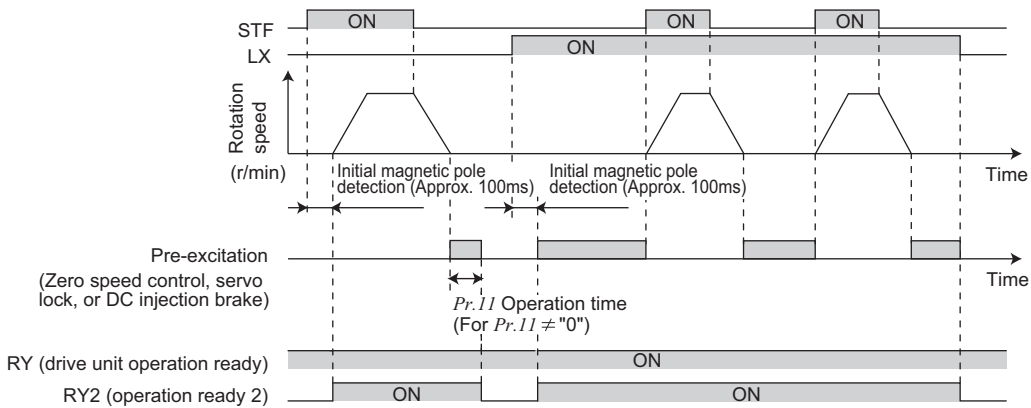 STF
ON
ON
ON
LX
ON
Rotation
speed
(r/min)
Time
Initial magnetic pole
detection (Approx. 100ms)
Initial magnetic pole
detection (Approx. 100ms)
Pre-excitation
(Zero speed control, servo
lock, or DC injection brake)
Time
Pr.11 Operation time
(For Pr.11 ≠ "0")
RY (drive unit operation ready)
ON
RY2 (operation ready 2)
ON
ON